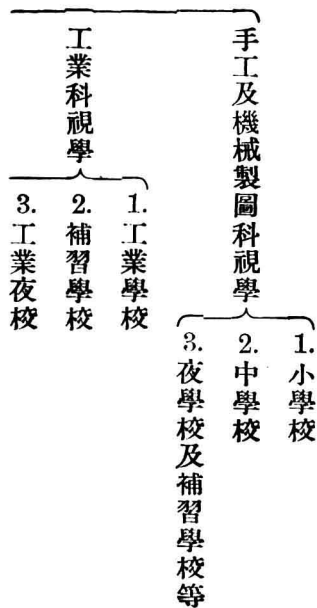 手工及機械製圖科視學
1. 小學校
2. 中學校
3. 夜學校及補習學校等
工業科視學
1. 工業學校
2. 補習學校
3. 工業夜校